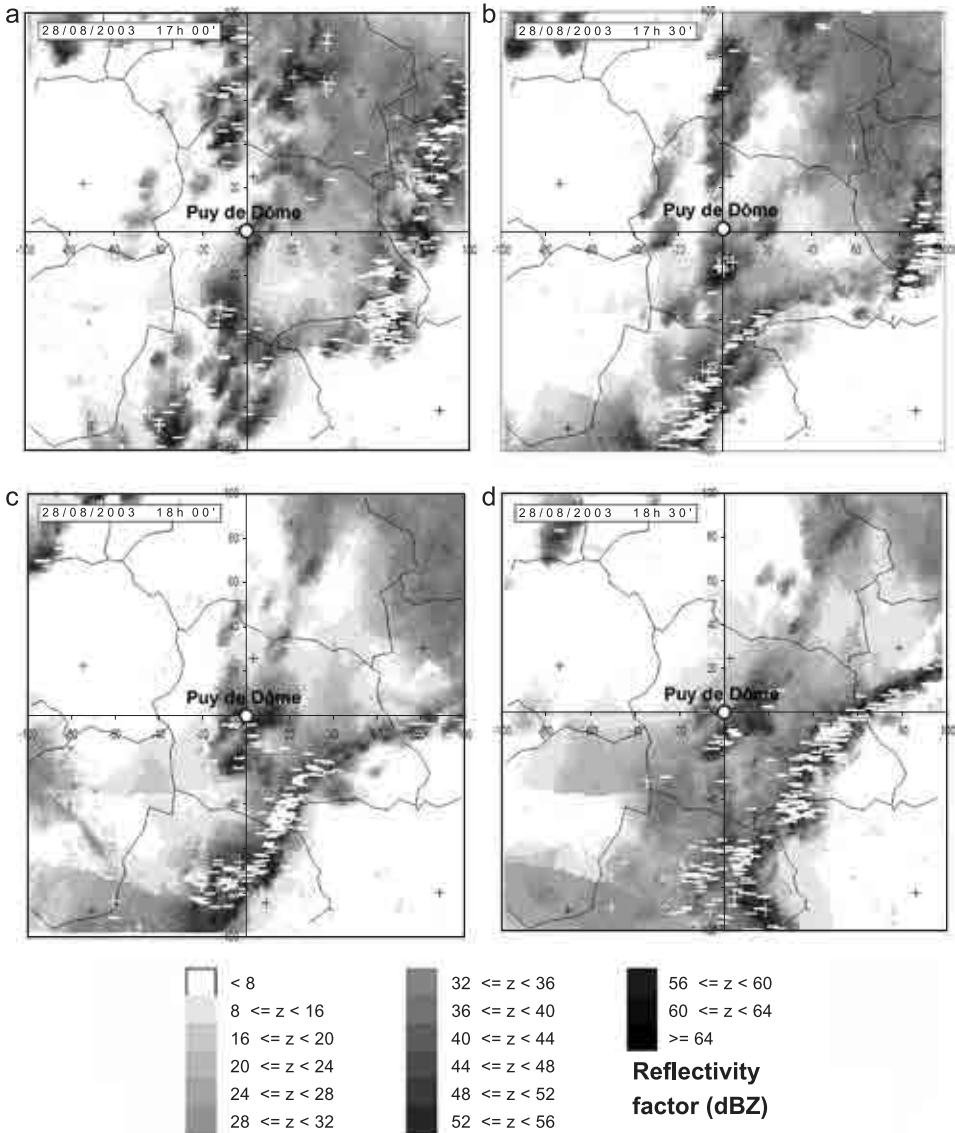 a
28/08/2003 17h 00'
Puy de Dôme
b
28/08/2003 17h 30'
Puy de Dôme
c
28/08/2003 18h 00'
Puy de Dôme
d
28/08/2003 18h 30'
Puy de Dôme
< 8
8 <= z < 16
16 <= z < 20
20 <= z < 24
24 <= z < 28
28 <= z < 32
32 <= z < 36
36 <= z < 40
40 <= z < 44
44 <= z < 48
48 <= z < 52
52 <= z < 56
56 <= z < 60
60 <= z < 64
>= 64
Reflectivity
factor (dBZ)